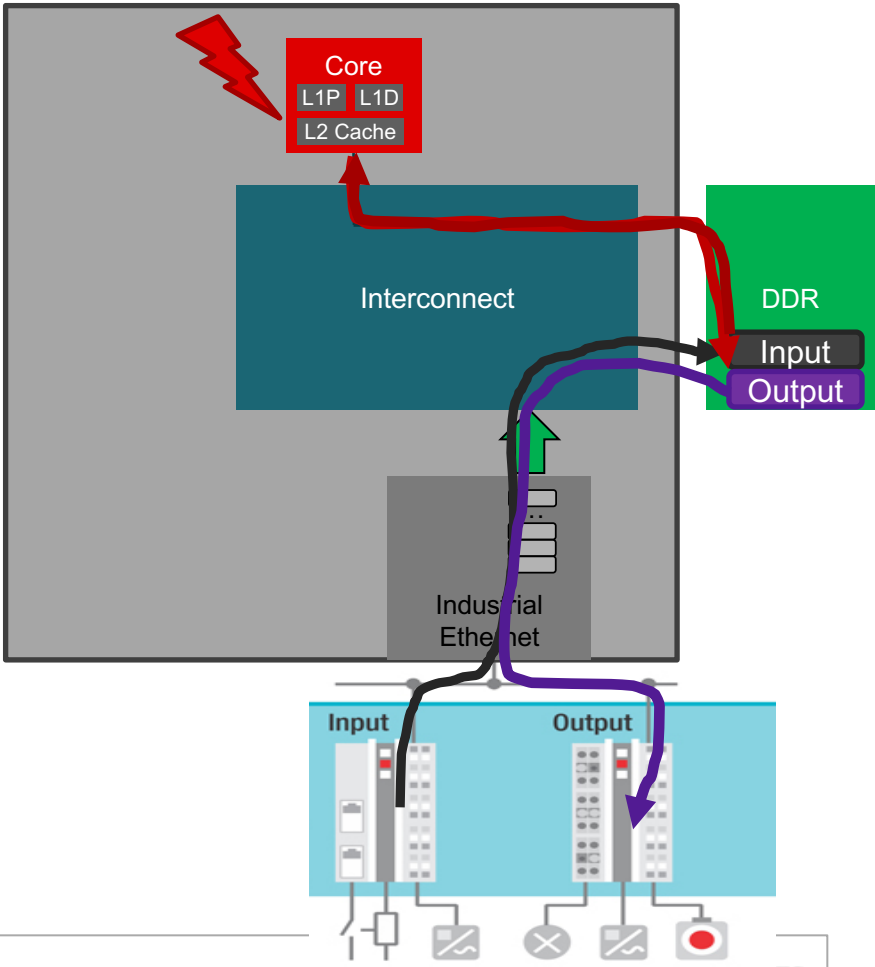 Core
L1P L1D
L2 Cache
Interconnect
DDR
Input
Output
..
Industrial
Ethernet
Input Output